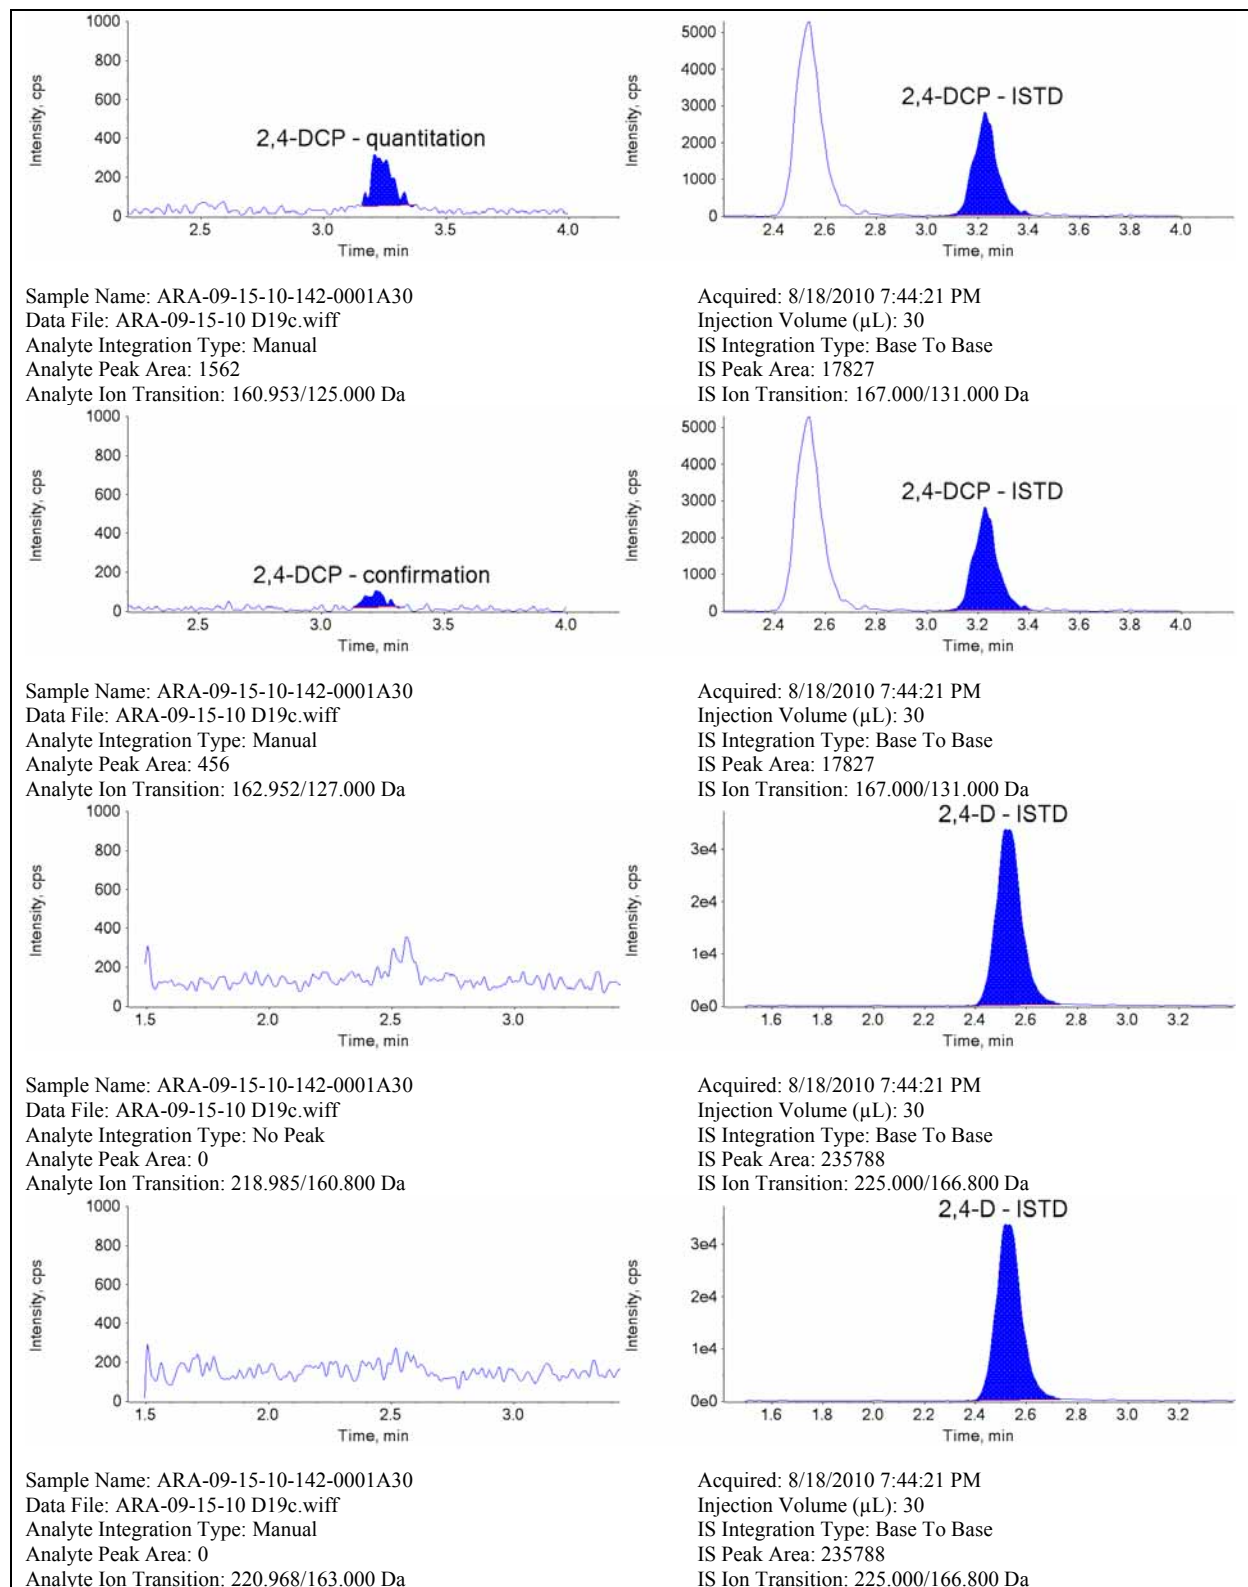 1000
800
600
400
200
0
Intensity, cps
2,4-DCP - quantitation
2.5 3.0 3.5 4.0
Time, min
5000
4000
3000
2000
1000
0
Intensity, cps
2,4-DCP - ISTD
2.4 2.6 2.8 3.0 3.2 3.4 3.6 3.8 4.0
Time, min
Sample Name: ARA-09-15-10-142-0001A30
Data File: ARA-09-15-10 D19c.wiff
Analyte Integration Type: Manual
Analyte Peak Area: 1562
Analyte Ion Transition: 160.953/125.000 Da
Acquired: 8/18/2010 7:44:21 PM
Injection Volume (µL): 30
IS Integration Type: Base To Base
IS Peak Area: 17827
IS Ion Transition: 167.000/131.000 Da
1000
800
600
400
200
0
Intensity, cps
2,4-DCP - confirmation
2.5 3.0 3.5 4.0
Time, min
5000
4000
3000
2000
1000
0
Intensity, cps
2,4-DCP - ISTD
2.4 2.6 2.8 3.0 3.2 3.4 3.6 3.8 4.0
Time, min
Sample Name: ARA-09-15-10-142-0001A30
Data File: ARA-09-15-10 D19c.wiff
Analyte Integration Type: Manual
Analyte Peak Area: 456
Analyte Ion Transition: 162.952/127.000 Da
Acquired: 8/18/2010 7:44:21 PM
Injection Volume (µL): 30
IS Integration Type: Base To Base
IS Peak Area: 17827
IS Ion Transition: 167.000/131.000 Da
1000
800
600
400
200
0
Intensity, cps
1.5 2.0 2.5 3.0
Time, min
2,4-D - ISTD
3e4
2e4
1e4
0e0
Intensity, cps
1.6 1.8 2.0 2.2 2.4 2.6 2.8 3.0 3.2
Time, min
Sample Name: ARA-09-15-10-142-0001A30
Data File: ARA-09-15-10 D19c.wiff
Analyte Integration Type: No Peak
Analyte Peak Area: 0
Analyte Ion Transition: 218.985/160.800 Da
Acquired: 8/18/2010 7:44:21 PM
Injection Volume (µL): 30
IS Integration Type: Base To Base
IS Peak Area: 235788
IS Ion Transition: 225.000/166.800 Da
1000
800
600
400
200
0
Intensity, cps
1.5 2.0 2.5 3.0
Time, min
2,4-D - ISTD
3e4
2e4
1e4
0e0
Intensity, cps
1.6 1.8 2.0 2.2 2.4 2.6 2.8 3.0 3.2
Time, min
Sample Name: ARA-09-15-10-142-0001A30
Data File: ARA-09-15-10 D19c.wiff
Analyte Integration Type: Manual
Analyte Peak Area: 0
Analyte Ion Transition: 220.968/163.000 Da
Acquired: 8/18/2010 7:44:21 PM
Injection Volume (µL): 30
IS Integration Type: Base To Base
IS Peak Area: 235788
IS Ion Transition: 225.000/166.800 Da